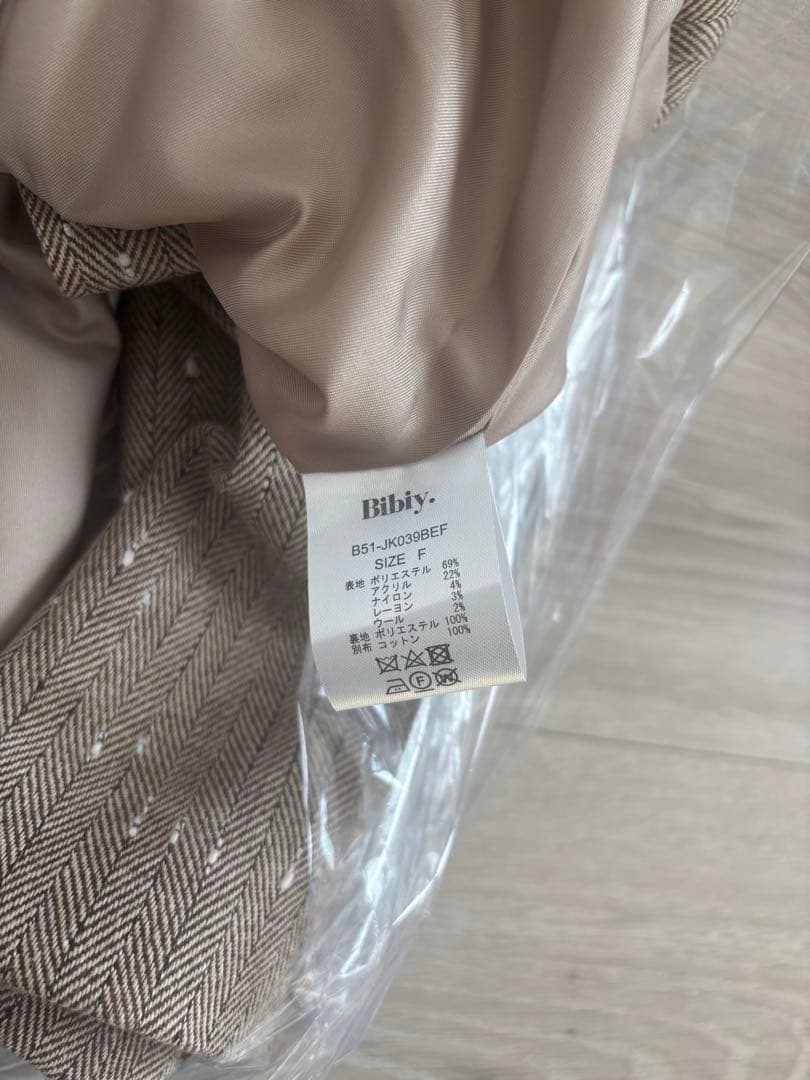 Bibiy.
B51-JK039BEF
SIZE F
表地 ポリエステル 69%
アクリル 22%
ナイロン 4%
レーヨン 3%
ウール 2%
裏地 ポリエステル 100%
別布 コットン 100%
F
W